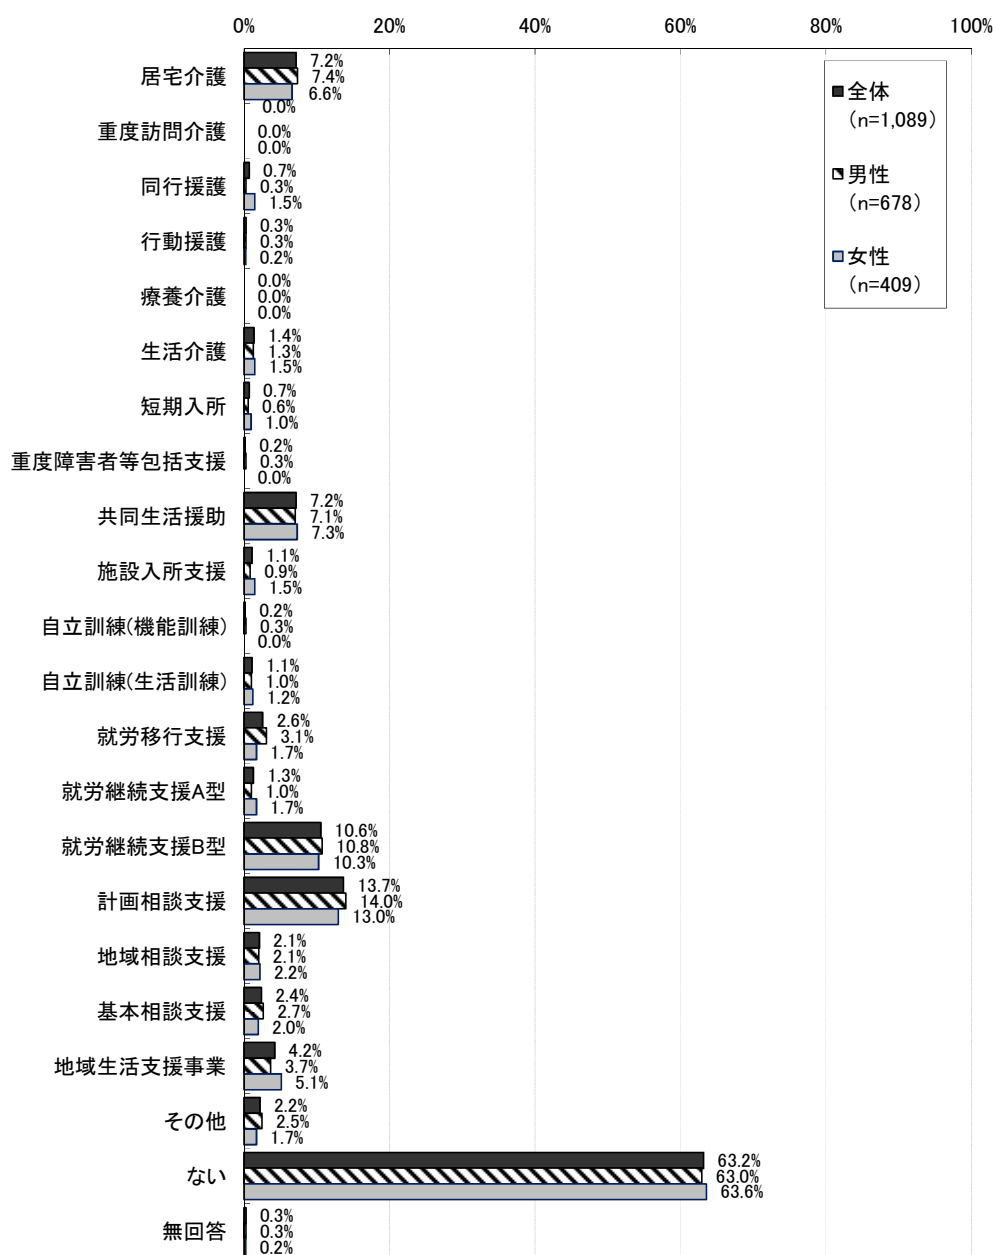 0% 20% 40% 60% 80% 100%
全体
（n=1,089）
男性
（n=678）
女性
（n=409）
居宅介護
7.2%
7.4%
6.6%
重度訪問介護
0.0%
0.0%
0.0%
同行援護
0.7%
0.3%
1.5%
行動援護
0.3%
0.3%
0.2%
療養介護
0.0%
0.0%
0.0%
生活介護
1.4%
1.3%
1.5%
短期入所
0.7%
0.6%
1.0%
重度障害者等包括支援
0.2%
0.3%
0.0%
共同生活援助
7.2%
7.1%
7.3%
施設入所支援
1.1%
0.9%
1.5%
自立訓練(機能訓練)
0.2%
0.3%
0.0%
自立訓練(生活訓練)
1.1%
1.0%
1.2%
就労移行支援
2.6%
3.1%
1.7%
就労継続支援A型
1.3%
1.0%
1.7%
就労継続支援B型
10.6%
10.8%
10.3%
計画相談支援
13.7%
14.0%
13.0%
地域相談支援
2.1%
2.1%
2.2%
基本相談支援
2.4%
2.7%
2.0%
地域生活支援事業
4.2%
3.7%
5.1%
その他
2.2%
2.5%
1.7%
ない
63.2%
63.0%
63.6%
無回答
0.3%
0.3%
0.2%